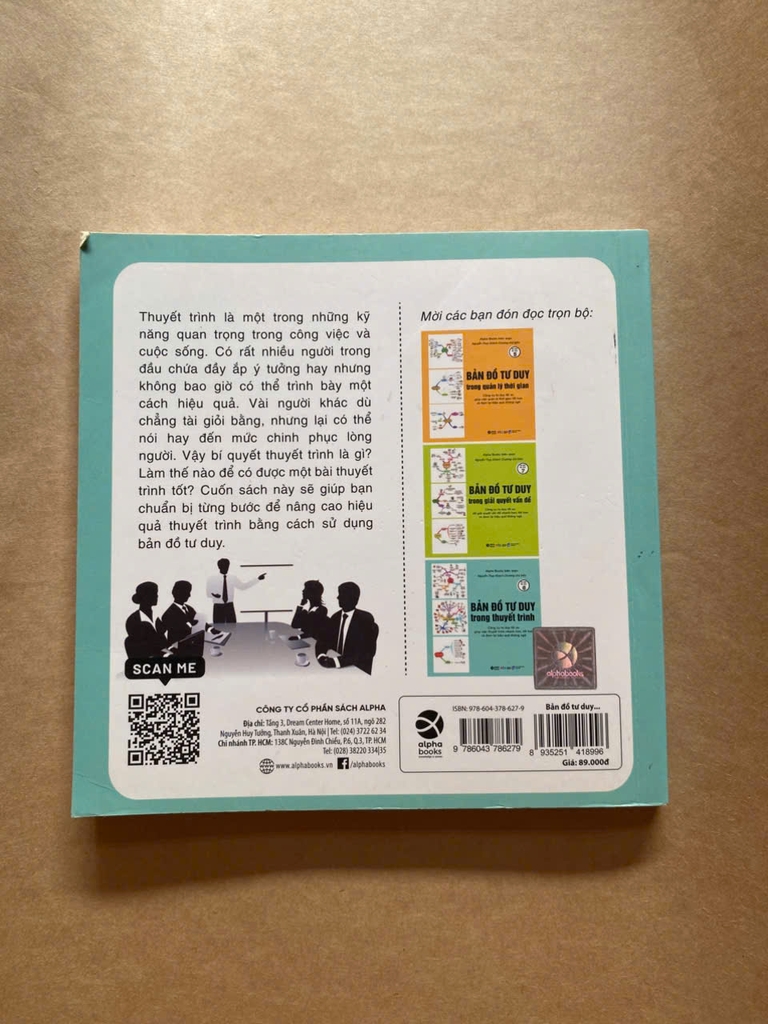 Thuyết trình là một trong những kỹ
năng quan trọng trong công việc và
cuộc sống. Có rất nhiều người trong
đầu chứa đầy ắp ý tưởng hay nhưng
không bao giờ có thể trình bày một
cách hiệu quả. Vài người khác dù
chẳng tài giỏi bằng, nhưng lại có thể
nói hay đến mức chinh phục lòng
người. Vậy bí quyết thuyết trình là gì?
Làm thế nào để có được một bài thuyết
trình tốt? Cuốn sách này sẽ giúp bạn
chuẩn bị từng bước để nâng cao hiệu
quả thuyết trình bằng cách sử dụng
bản đồ tư duy.
Mời các bạn đón đọc trọn bộ:
BẢN ĐỒ TƯ DUY
trong quản lý thời gian
BẢN ĐỒ TƯ DUY
trong giải quyết vấn đề
BẢN ĐỒ TƯ DUY
trong thuyết trình
alphabooks
SCAN ME
CÔNG TY CỔ PHẦN SÁCH ALPHA
Địa chỉ: Tầng 3, Dream Center Home, số 11A, ngõ 282
Nguyễn Huy Tưởng, Thanh Xuân, Hà Nội | Tel: (024) 3722 62 34
Chi nhánh TP. HCM: 138C Nguyễn Đình Chiểu, P.6, Q.3, TP. HCM
Tel: (028) 38220 334|35
www.alphabooks.vn /alphabooks
alpha
books
ISBN: 978-604-378-627-9
9 786043 786279
Bản đồ tư duy...
8 935251 418996
Giá: 89.000đ